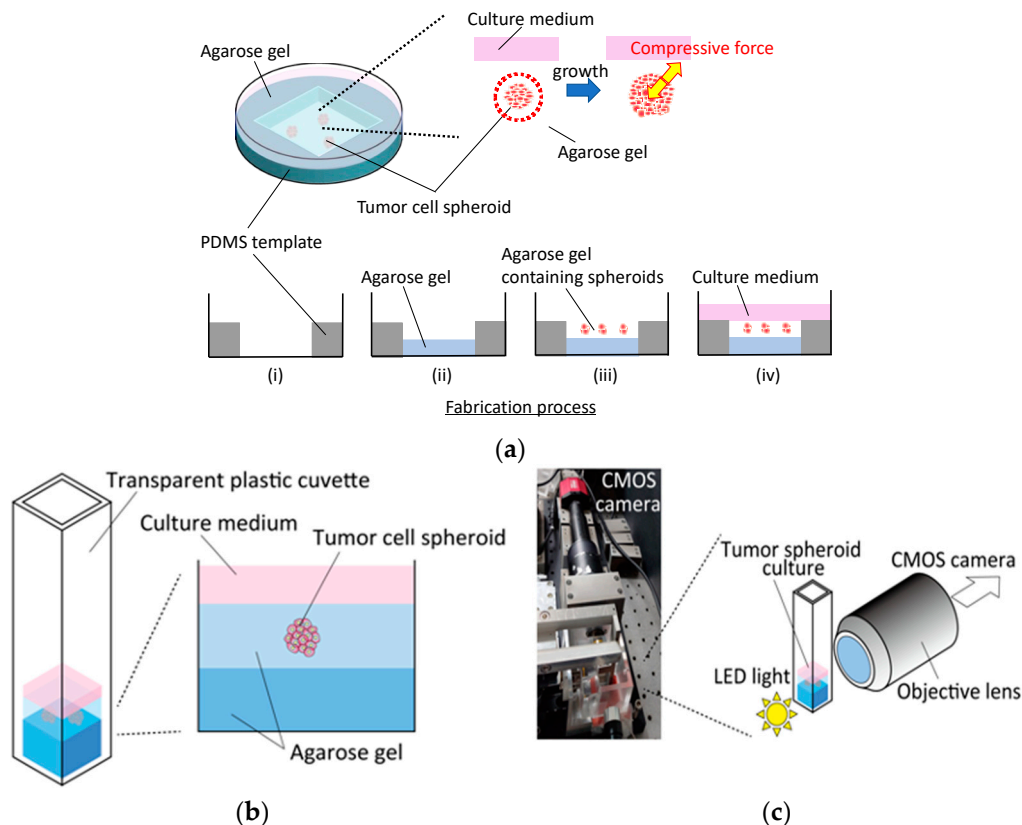 Culture medium
Agarose gel
Compressive force
growth
Agarose gel
Tumor cell spheroid
PDMS template
Agarose gel
Agarose gel
containing spheroids
Culture medium
(i)
(ii)
(iii)
(iv)
Fabrication process
(a)
Transparent plastic cuvette
Culture medium
Tumor cell spheroid
Agarose gel
(b)
CMOS
camera
Tumor spheroid
culture
CMOS camera
LED light
Objective lens
(c)